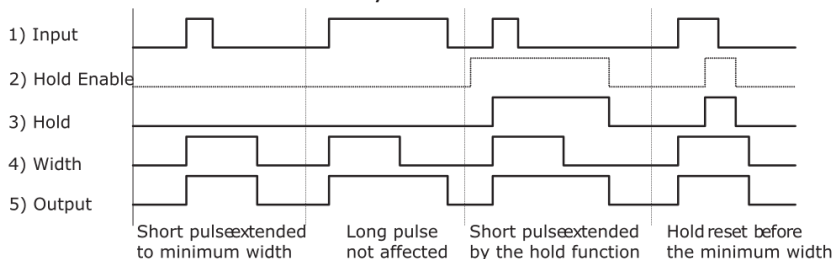 1) Input
2) Hold Enable
3) Hold
4) Width
5) Output
Short pulseextended
to minimum width
Long pulse
not affected
Short pulseextended
by the hold function
Hold reset before
the minimum width